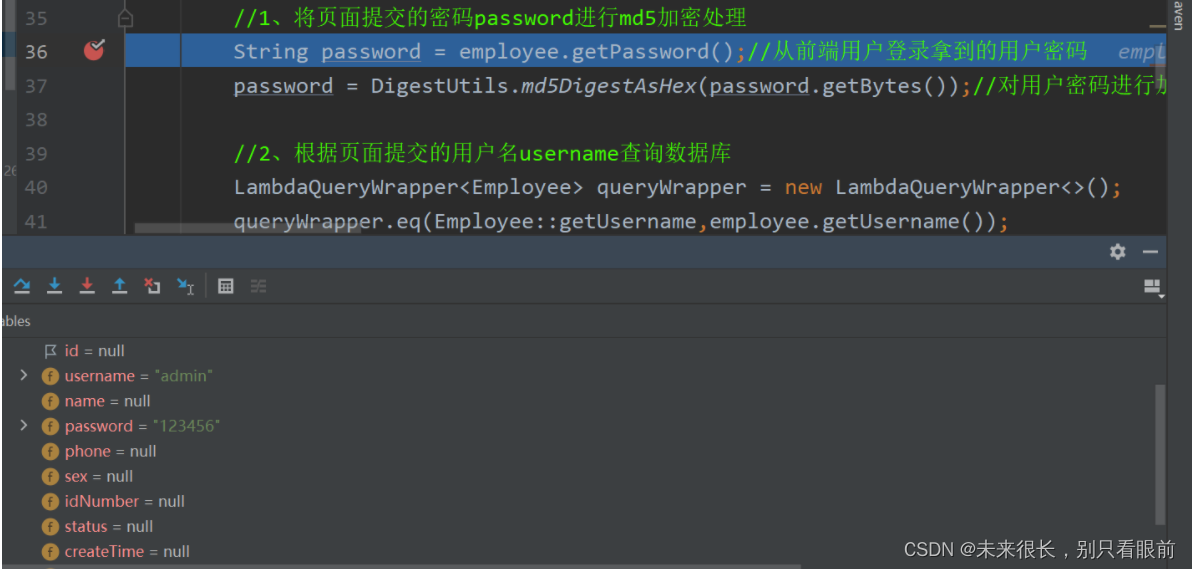 aven
35 //1、将页面提交的密码password进行md5加密处理
36 String password = employee.getPassword();//从前端用户登录拿到的用户密码 empl
37 password = DigestUtils.md5DigestAsHex(password.getBytes());//对用户密码进行加
38
39 //2、根据页面提交的用户名username查询数据库
26
40 LambdaQueryWrapper<Employee> queryWrapper = new LambdaQueryWrapper<>();
41 queryWrapper.eq(Employee::getUsername,employee.getUsername());
ables
id = null
username = "admin"
name = null
password = "123456"
phone = null
sex = null
idNumber = null
status = null
createTime = null
CSDN @未来很长，别只看眼前